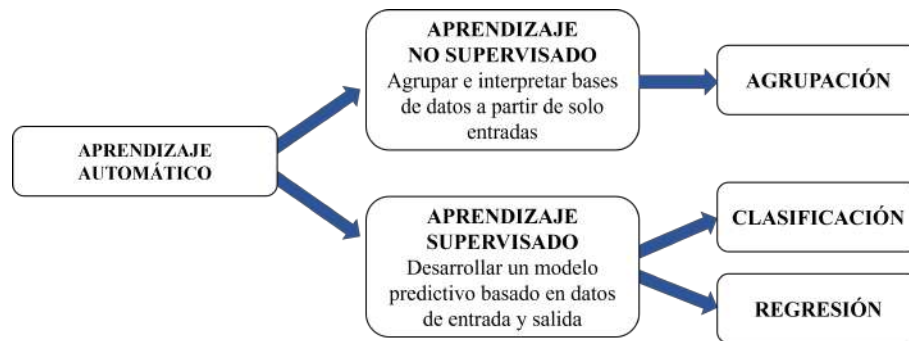 APRENDIZAJE
AUTOMÁTICO
APRENDIZAJE
NO SUPERVISADO
Agrupar e interpretar bases
de datos a partir de solo
entradas
AGRUPACIÓN
APRENDIZAJE
SUPERVISADO
Desarrollar un modelo
predictivo basado en datos
de entrada y salida
CLASIFICACIÓN
REGRESIÓN